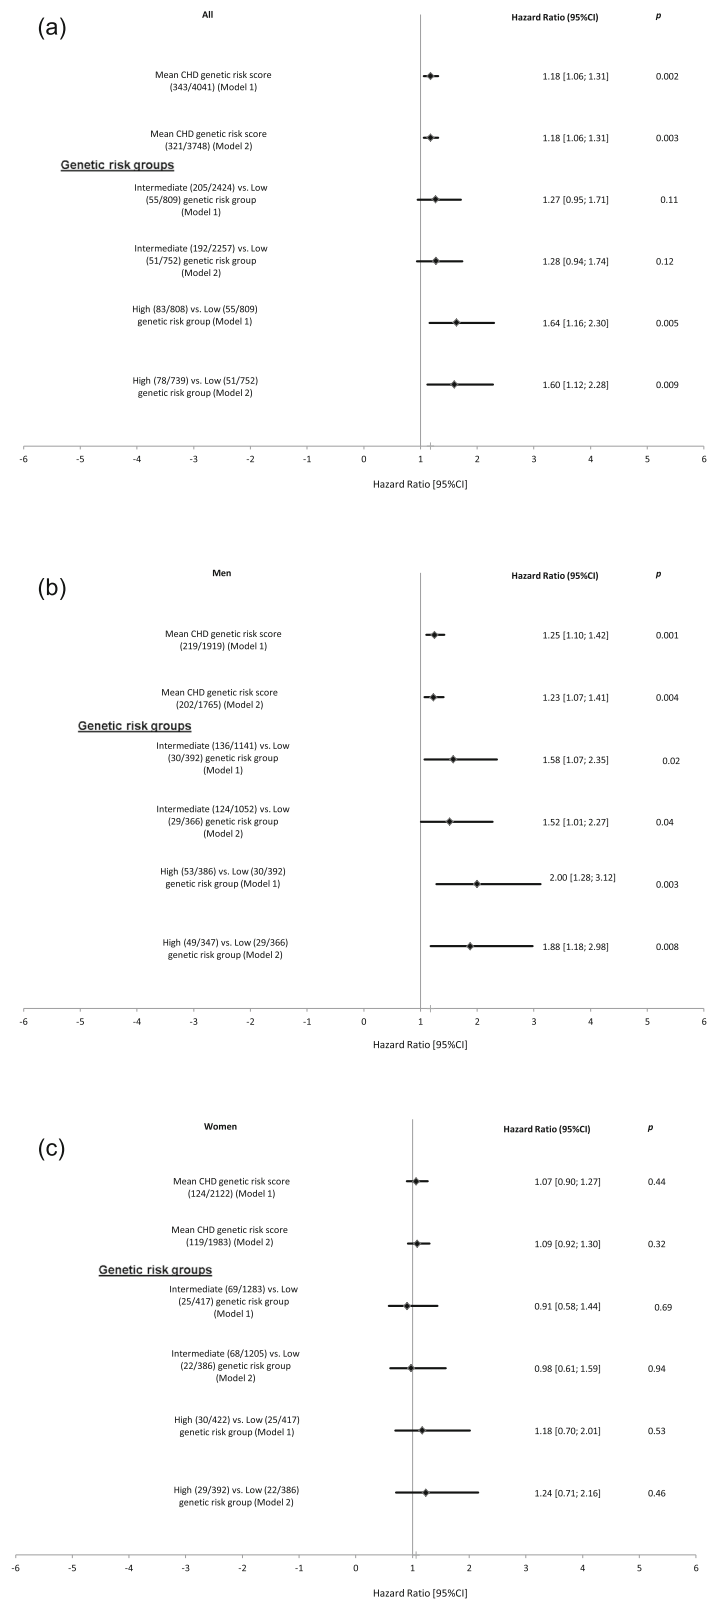 (a)
All
Hazard Ratio (95%CI)
p
Mean CHD genetic risk score
(343/4041) (Model 1)
1.18 [1.06; 1.31]
0.002
Mean CHD genetic risk score
(321/3748) (Model 2)
1.18 [1.06; 1.31]
0.003
Genetic risk groups
Intermediate (205/2424) vs. Low
(55/809) genetic risk group
(Model 1)
1.27 [0.95; 1.71]
0.11
Intermediate (192/2257) vs. Low
(51/752) genetic risk group
(Model 2)
1.28 [0.94; 1.74]
0.12
High (83/808) vs. Low (55/809)
genetic risk group (Model 1)
1.64 [1.16; 2.30]
0.005
High (78/739) vs. Low (51/752)
genetic risk group (Model 2)
1.60 [1.12; 2.28]
0.009
-6 -5 -4 -3 -2 -1 0 1 2 3 4 5 6
Hazard Ratio [95%CI]
(b)
Men
Hazard Ratio (95%CI)
p
Mean CHD genetic risk score
(219/1919) (Model 1)
1.25 [1.10; 1.42]
0.001
Mean CHD genetic risk score
(202/1765) (Model 2)
1.23 [1.07; 1.41]
0.004
Genetic risk groups
Intermediate (136/1141) vs. Low
(30/392) genetic risk group
(Model 1)
1.58 [1.07; 2.35]
0.02
Intermediate (124/1052) vs. Low
(29/366) genetic risk group
(Model 2)
1.52 [1.01; 2.27]
0.04
High (53/386) vs. Low (30/392)
genetic risk group (Model 1)
2.00 [1.28; 3.12]
0.003
High (49/347) vs. Low (29/366)
genetic risk group (Model 2)
1.88 [1.18; 2.98]
0.008
-6 -5 -4 -3 -2 -1 0 1 2 3 4 5 6
Hazard Ratio [95%CI]
(c)
Women
Hazard Ratio (95%CI)
p
Mean CHD genetic risk score
(124/2122) (Model 1)
1.07 [0.90; 1.27]
0.44
Mean CHD genetic risk score
(119/1983) (Model 2)
1.09 [0.92; 1.30]
0.32
Genetic risk groups
Intermediate (69/1283) vs. Low
(25/417) genetic risk group
(Model 1)
0.91 [0.58; 1.44]
0.69
Intermediate (68/1205) vs. Low
(22/386) genetic risk group
(Model 2)
0.98 [0.61; 1.59]
0.94
High (30/422) vs. Low (25/417)
genetic risk group (Model 1)
1.18 [0.70; 2.01]
0.53
High (29/392) vs. Low (22/386)
genetic risk group (Model 2)
1.24 [0.71; 2.16]
0.46
-6 -5 -4 -3 -2 -1 0 1 2 3 4 5 6
Hazard Ratio [95%CI]